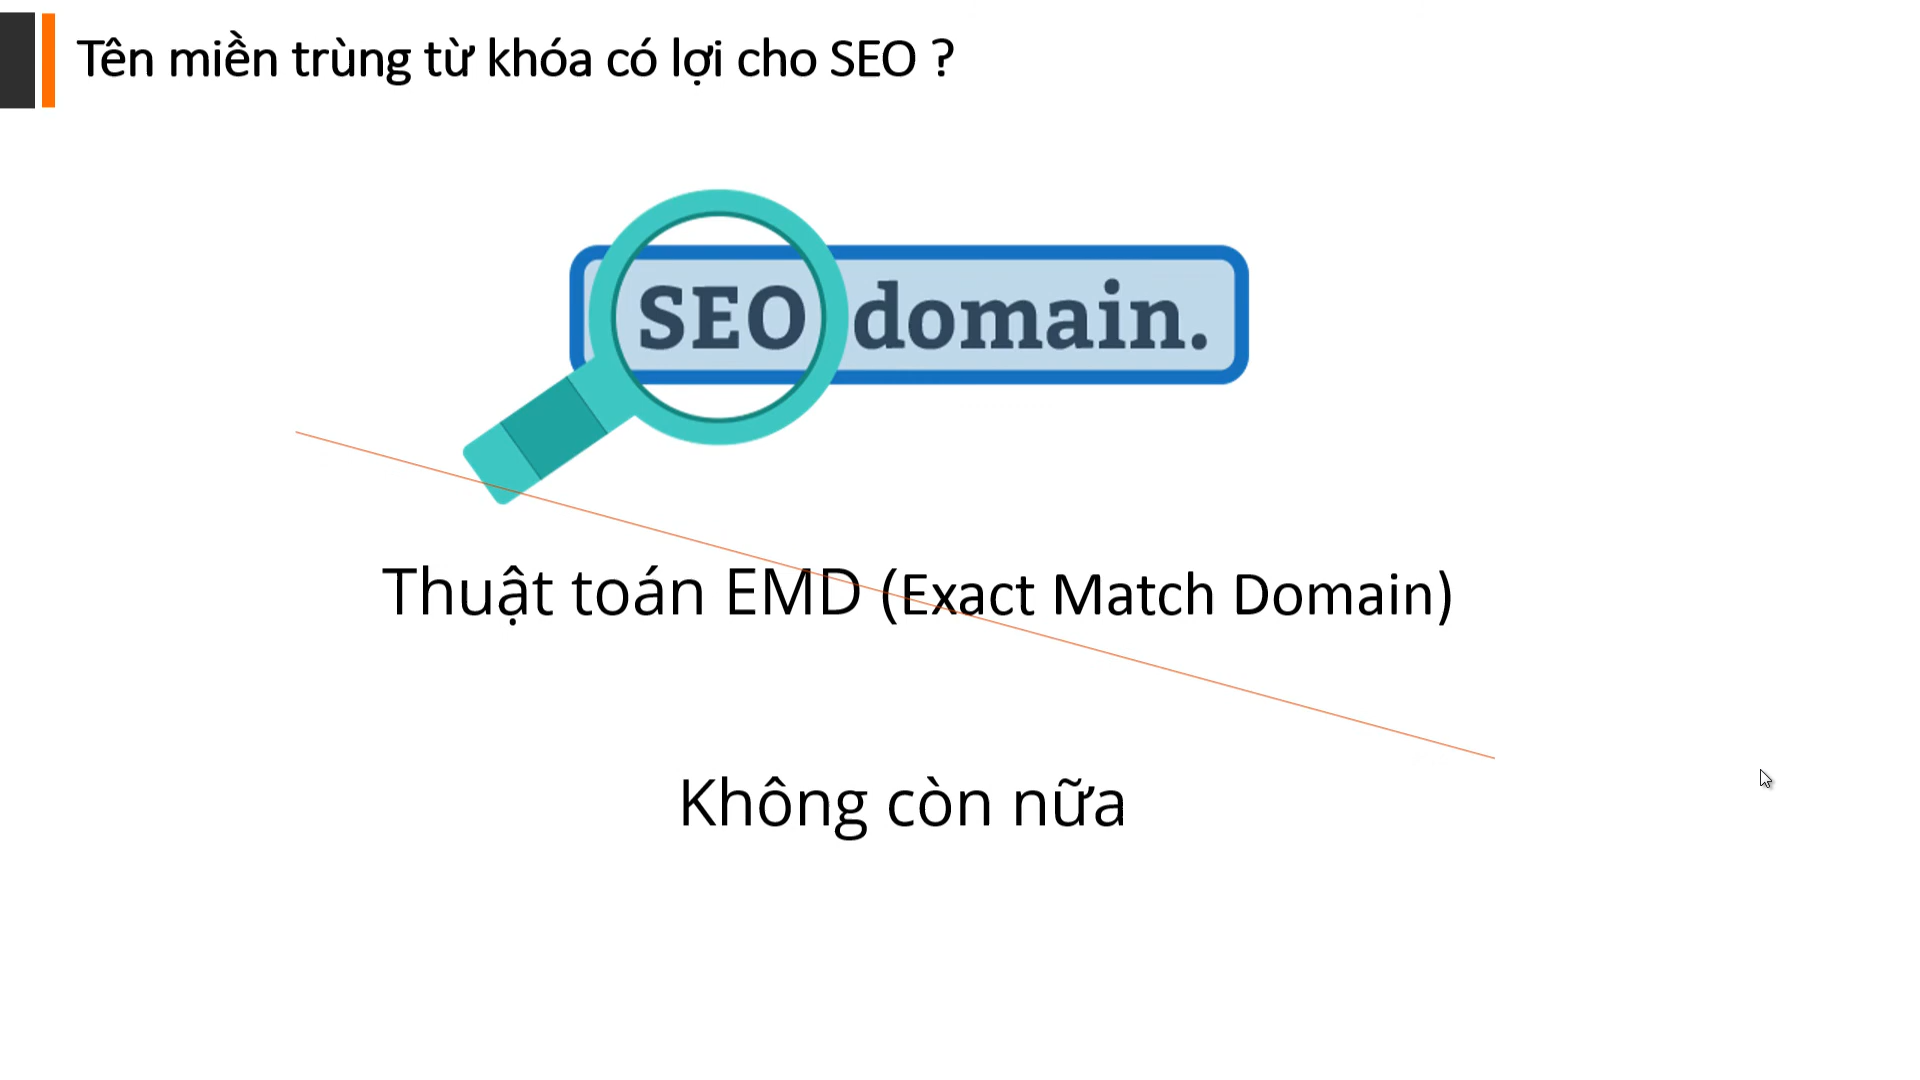 Tên miền trùng từ khóa có lợi cho SEO ?
SEO domain.
Thuật toán EMD (Exact Match Domain)
Không còn nữa